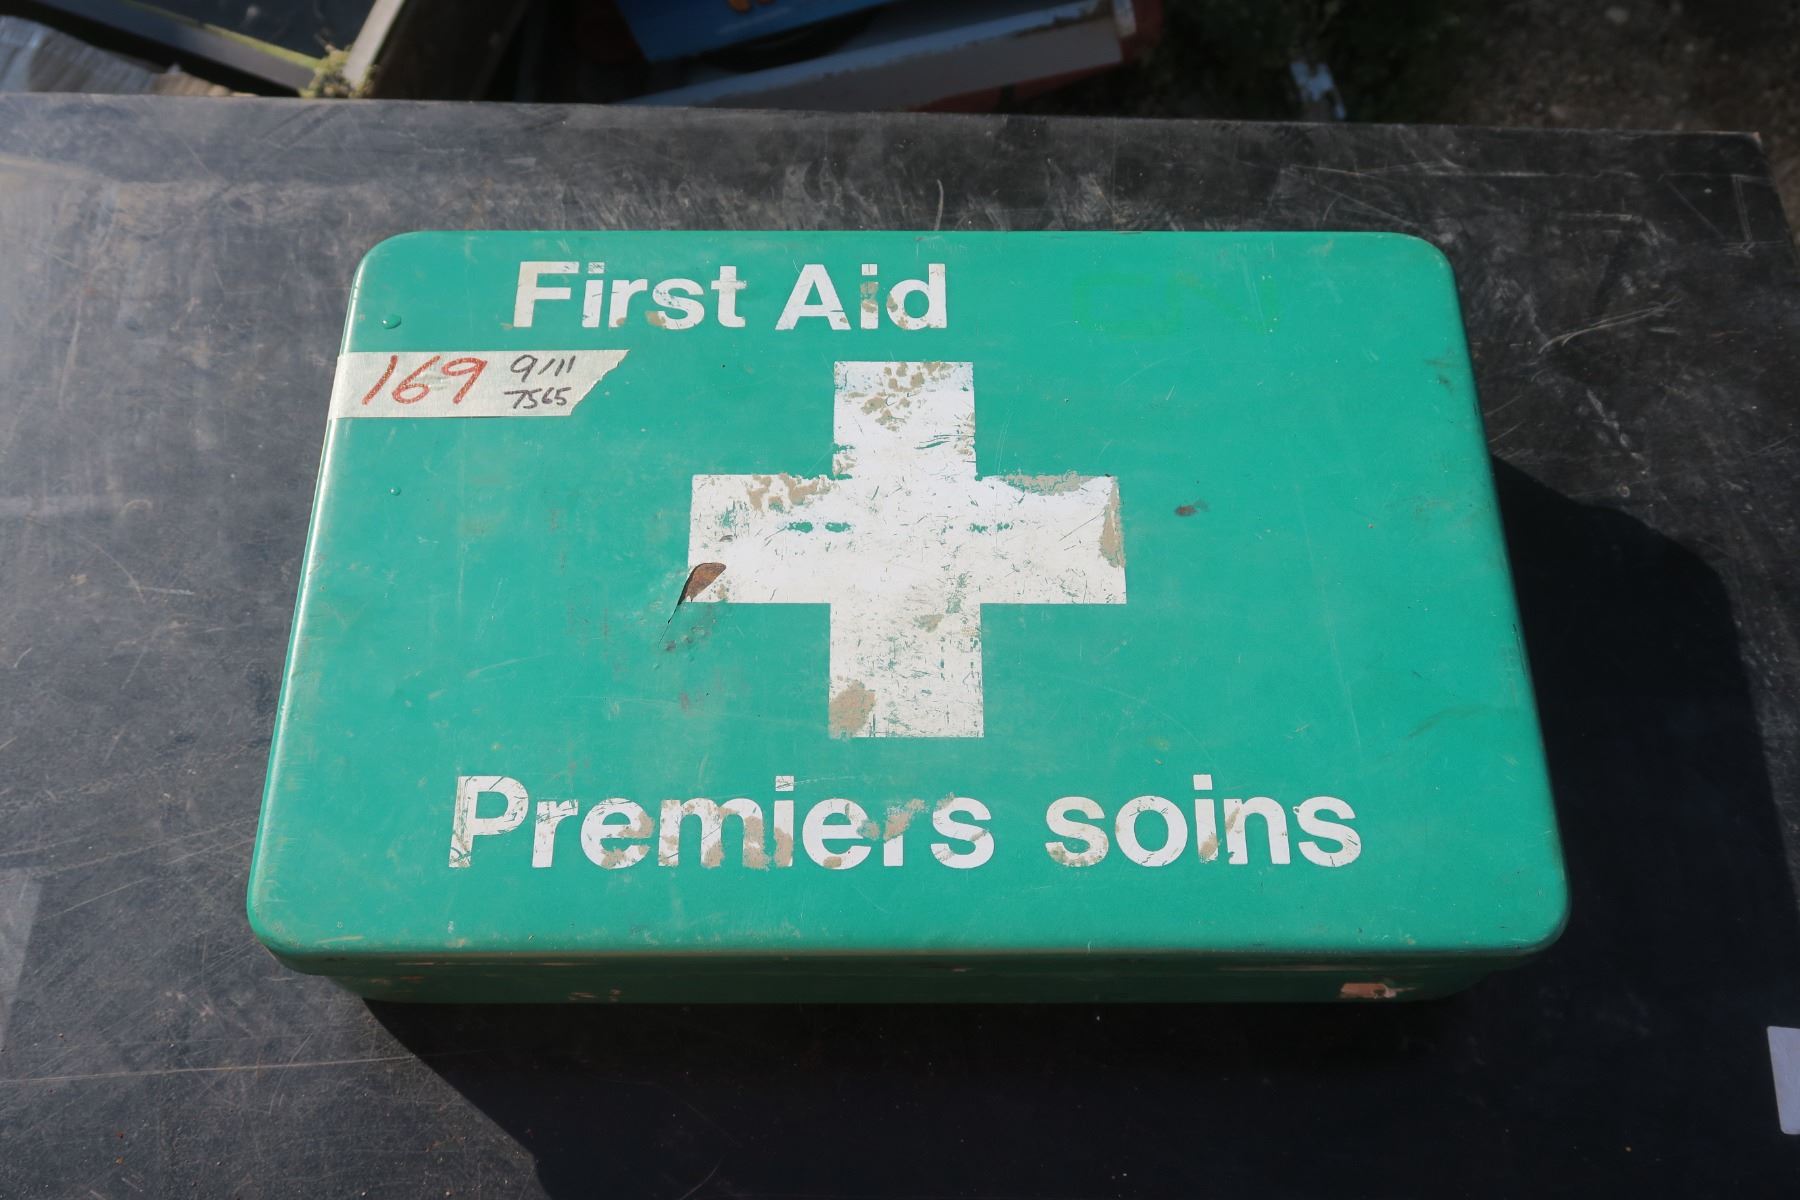 First Aid
169 9/11
7565
Premiers soins